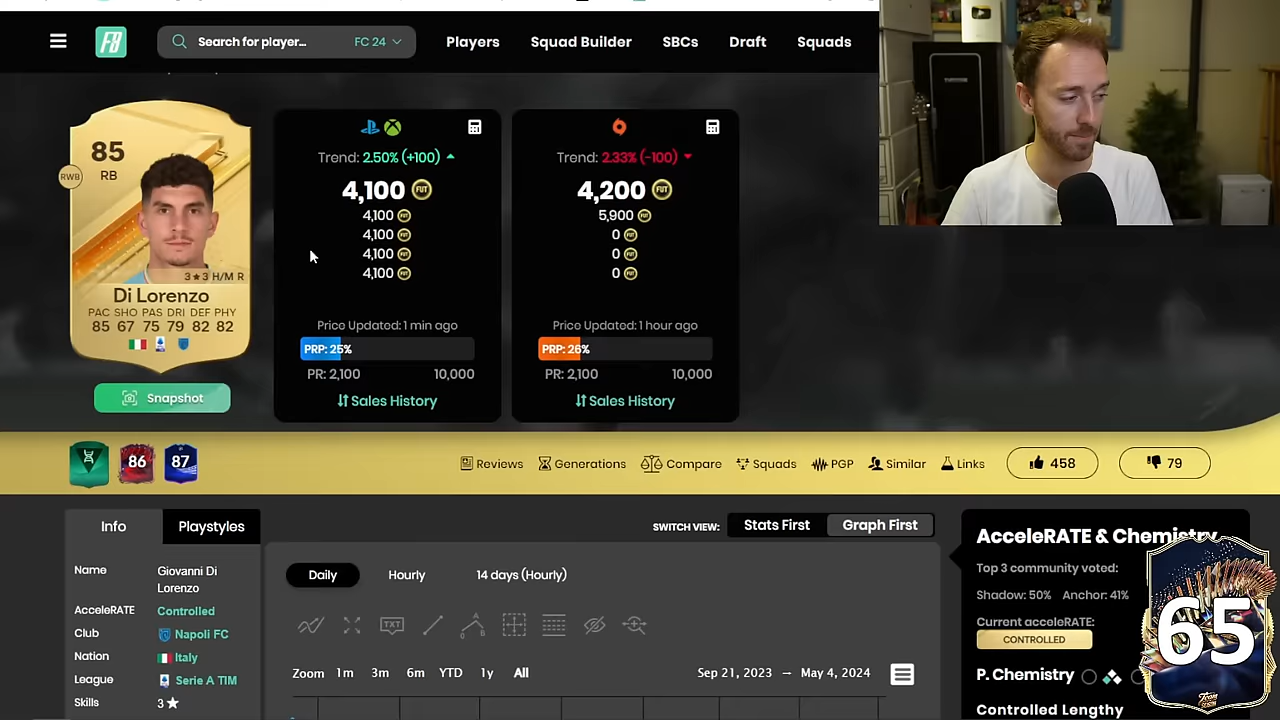 FB
Search for player...
FC 24
Players
Squad Builder
SBCs
Draft
Squads
85
RB
RWB
3★3 H/M R
Di Lorenzo
PAC SHO PAS DRI DEF PHY
85 67 75 79 82 82
Snapshot
Trend: 2.50% (+100)
4,100 FUT
4,100
4,100
4,100
4,100
Price Updated: 1 min ago
PRP: 25%
PR: 2,100
10,000
Sales History
Trend: 2.33% (-100)
4,200 FUT
5,900
0
0
0
Price Updated: 1 hour ago
PRP: 26%
PR: 2,100
10,000
Sales History
86
87
Reviews
Generations
Compare
Squads
PGP
Similar
Links
458
79
Info
Playstyles
SWITCH VIEW:
Stats First
Graph First
Name
Giovanni Di
Lorenzo
AcceleRATE
Controlled
Club
Napoli FC
Nation
Italy
League
Serie A TIM
Skills
3★
Daily
Hourly
14 days (Hourly)
TXT
Zoom
1m
3m
6m
YTD
1y
All
Sep 21, 2023 → May 4, 2024
AcceleRATE & Chemistry
Top 3 community voted:
Shadow: 50%
Anchor: 41%
Current acceleRATE:
CONTROLLED
P. Chemistry
Controlled Lengthy
65